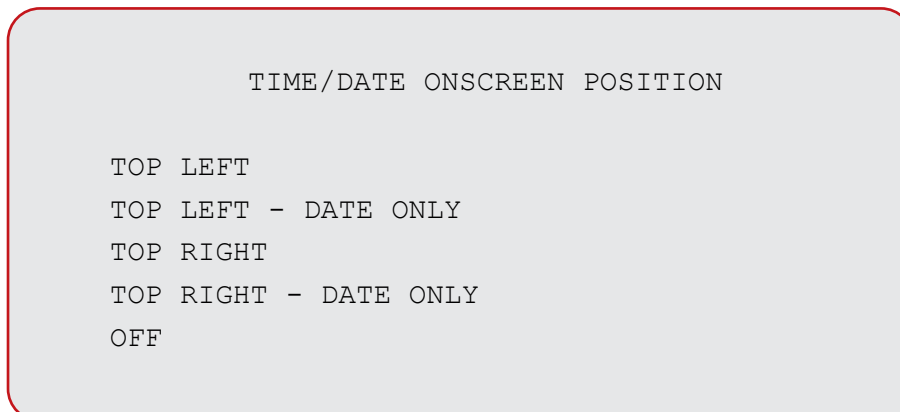 TIME/DATE ONSCREEN POSITION
TOP LEFT
TOP LEFT - DATE ONLY
TOP RIGHT
TOP RIGHT - DATE ONLY
OFF